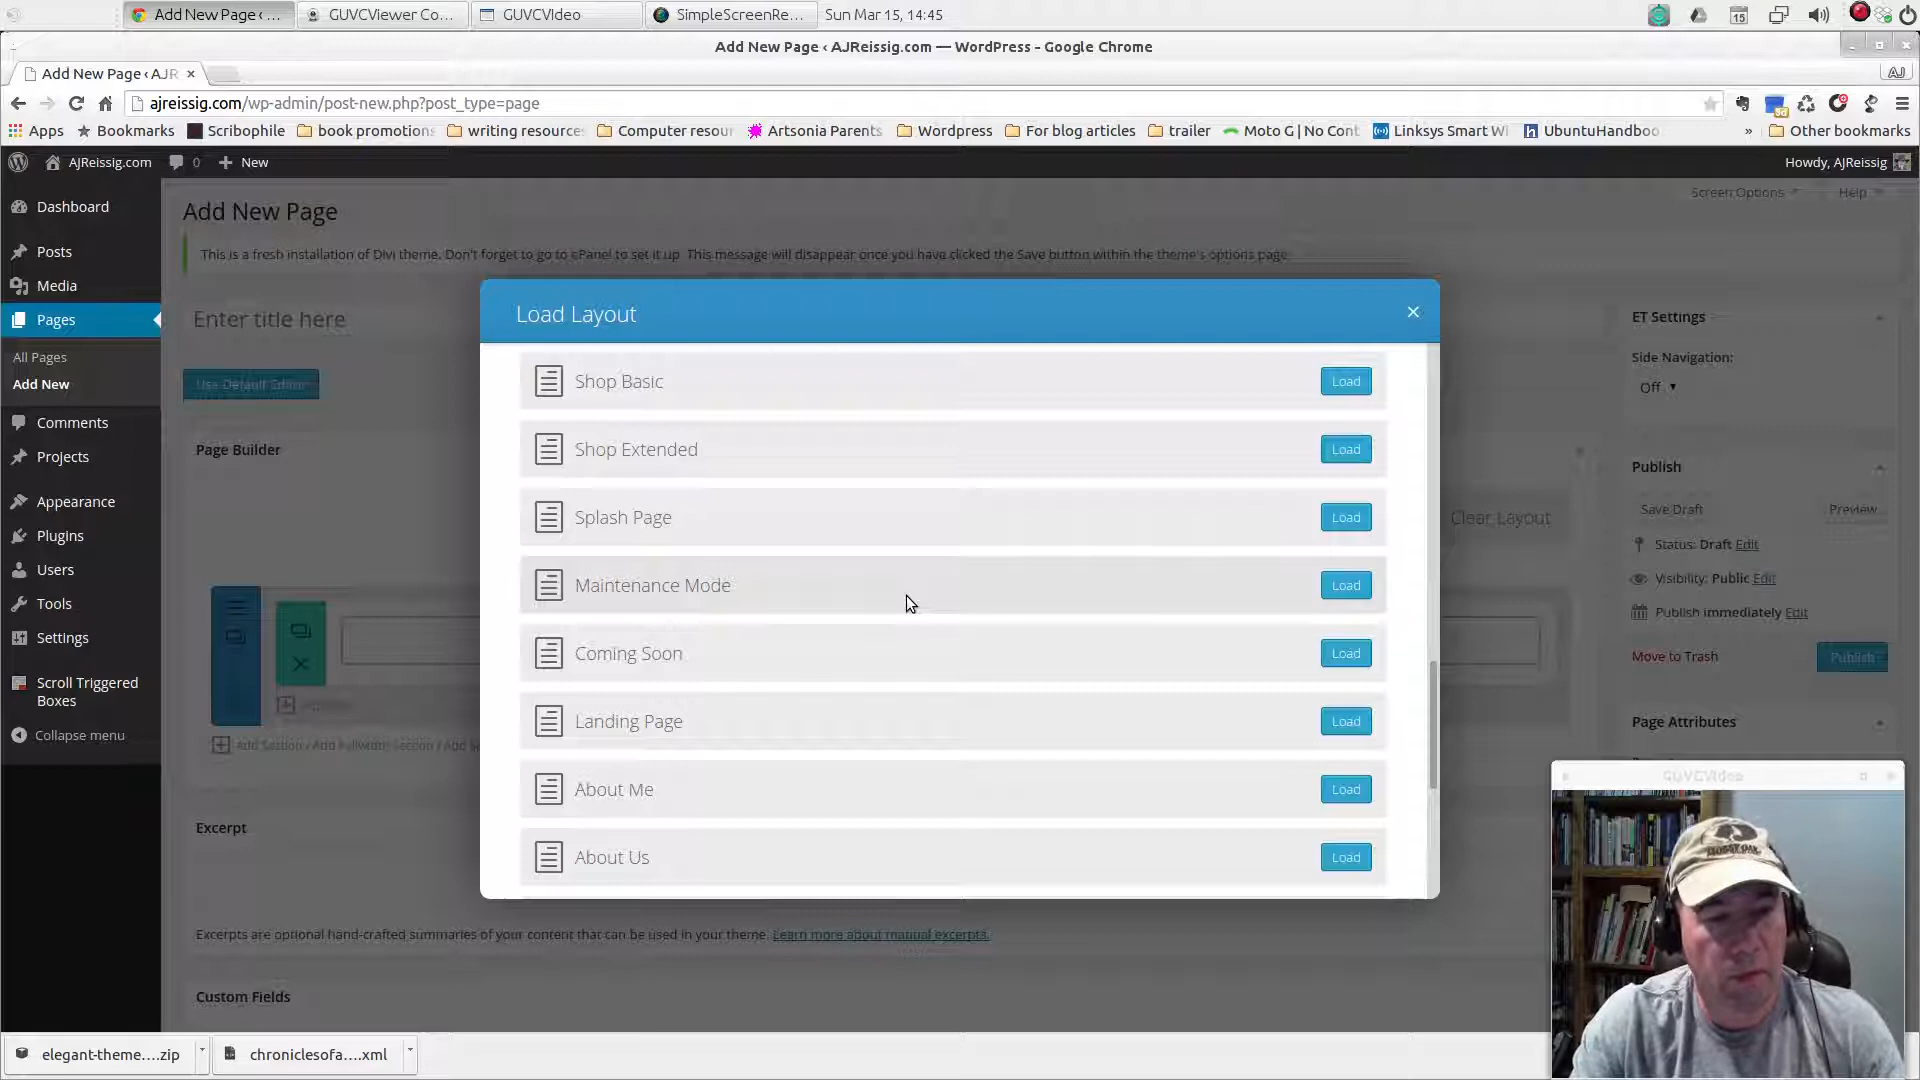 Add New Page ‹ ...
GUVCViewer Co...
GUVCVIdeo
SimpleScreenRe...
Sun Mar 15, 14:45
15
Add New Page ‹ AJReissig.com — WordPress - Google Chrome
Add New Page ‹ AJR
AJ
ajreissig.com/wp-admin/post-new.php?post_type=page
Apps
Bookmarks
Scribophile
book promotions
writing resources
Computer resou
Artsonia Parents
Wordpress
For blog articles
trailer
Moto G | No Cont
Linksys Smart Wi
UbuntuHandboo
»
Other bookmarks
AJReissig.com
0
New
Howdy, AJReissig
Dashboard
Posts
Media
Pages
All Pages
Add New
Comments
Projects
Appearance
Plugins
Users
Tools
Settings
Scroll Triggered
Boxes
Collapse menu
Screen Options
Help
Add New Page
This is a fresh installation of Divi theme. Don't forget to go to ePanel to set it up. This message will disappear once you have clicked the Save button within the theme's options page.
Enter title here
Use Default Editor
Page Builder
Clear Layout
Load Layout
Shop Basic
Load
Shop Extended
Load
Splash Page
Load
Maintenance Mode
Load
Coming Soon
Load
Landing Page
Load
About Me
Load
About Us
Load
Excerpt
Excerpts are optional hand-crafted summaries of your content that can be used in your theme. Learn more about manual excerpts.
Custom Fields
ET Settings
Side Navigation:
Off
Publish
Save Draft
Preview
Status: Draft Edit
Visibility: Public Edit
Publish immediately Edit
Move to Trash
Publish
Page Attributes
GUVCVideo
MOSSY OAK
elegant-theme....zip
chroniclesofa....xml